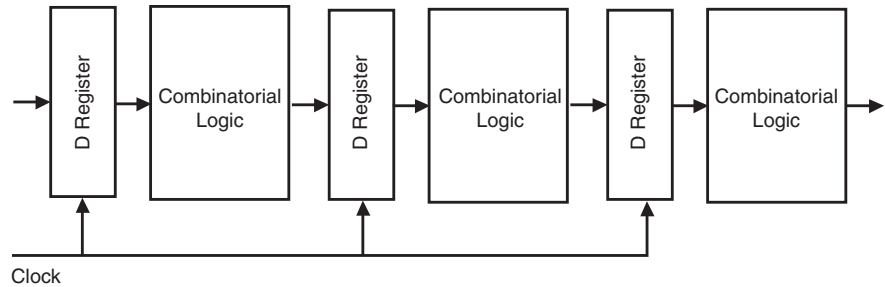 D Register
Combinatorial
Logic
D Register
Combinatorial
Logic
D Register
Combinatorial
Logic
Clock